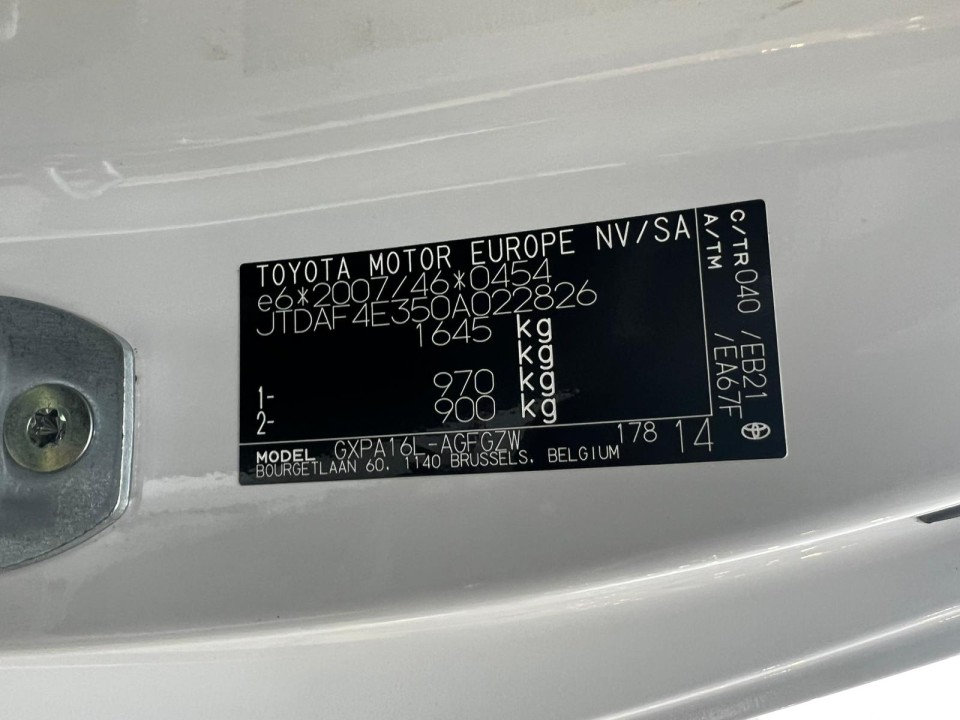 TOYOTA MOTOR EUROPE NV/SA
e6*2007/46*0454
JTDAF4E350A022826
1645 kg
kg
1- 970 kg
2- 900 kg
MODEL GXPA16L-AGFGZW 178 14
BOURGETLAAN 60, 1140 BRUSSELS, BELGIUM
C/TR 040 /EB21
A/TM /EA67F